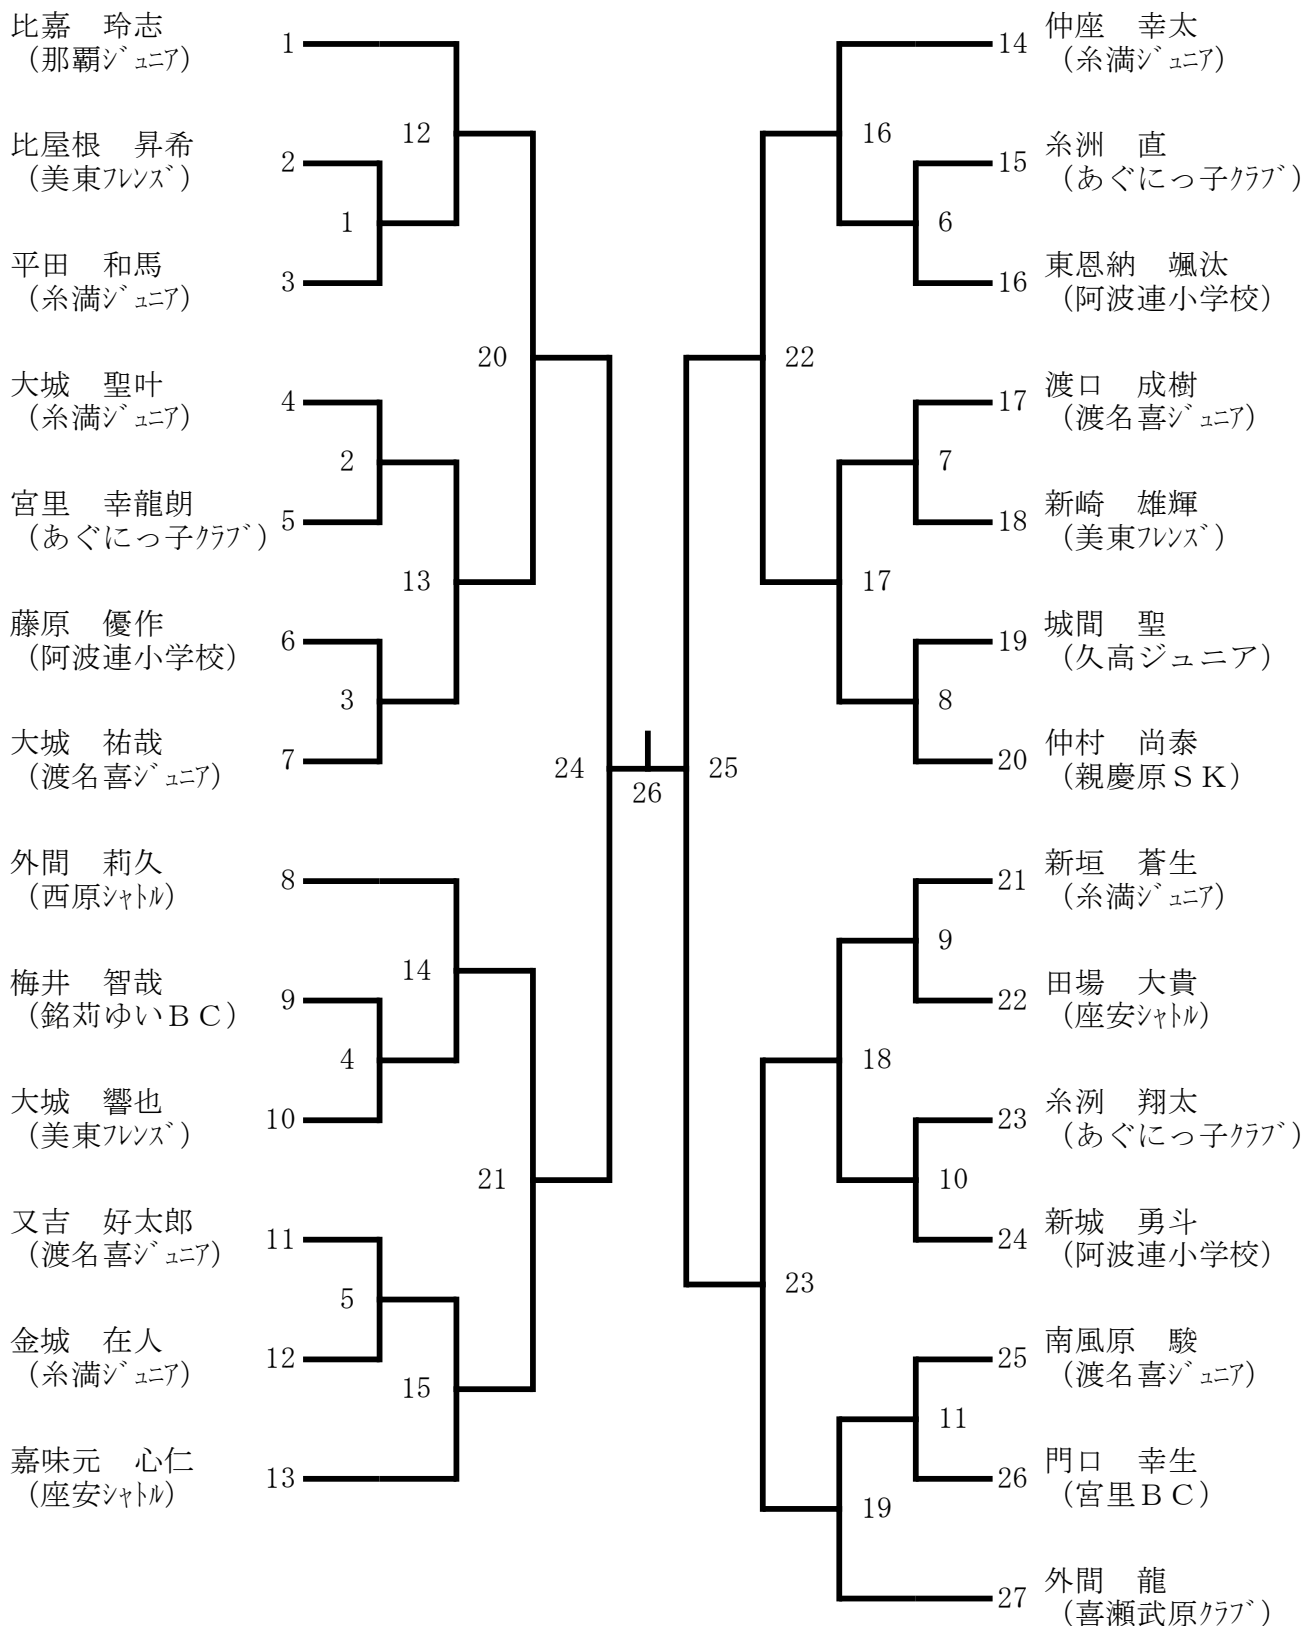 比嘉　玲志
1
（那覇ｼﾞｭﾆｱ）
12
比屋根　昇希
2
（美東ﾌﾚﾝｽﾞ）
1
平田　和馬
3
（糸満ｼﾞｭﾆｱ）
20
大城　聖叶
4
（糸満ｼﾞｭﾆｱ）
2
宮里　幸龍朗
5
（あぐにっ子ｸﾗﾌﾞ）
13
藤原　優作
6
（阿波連小学校）
3
大城　祐哉
7
（渡名喜ｼﾞｭﾆｱ）
24
外間　莉久
8
（西原ｼｬﾄﾙ）
14
梅井　智哉
9
（銘苅ゆいＢＣ）
4
大城　響也
10
（美東ﾌﾚﾝｽﾞ）
21
又吉　好太郎
11
（渡名喜ｼﾞｭﾆｱ）
5
金城　在人
12
（糸満ｼﾞｭﾆｱ）
15
嘉味元　心仁
13
（座安ｼｬﾄﾙ）
26
14
仲座　幸太
（糸満ｼﾞｭﾆｱ）
16
15
糸洲　直
（あぐにっ子ｸﾗﾌﾞ）
6
16
東恩納　颯汰
（阿波連小学校）
22
17
渡口　成樹
（渡名喜ｼﾞｭﾆｱ）
7
18
新崎　雄輝
（美東ﾌﾚﾝｽﾞ）
17
19
城間　聖
（久高ジュニア）
8
20
仲村　尚泰
（親慶原ＳＫ）
25
21
新垣　蒼生
（糸満ｼﾞｭﾆｱ）
9
22
田場　大貴
（座安ｼｬﾄﾙ）
18
23
糸洌　翔太
（あぐにっ子ｸﾗﾌﾞ）
10
24
新城　勇斗
（阿波連小学校）
23
25
南風原　駿
（渡名喜ｼﾞｭﾆｱ）
11
26
門口　幸生
（宮里ＢＣ）
19
27
外間　龍
（喜瀬武原ｸﾗﾌﾞ）